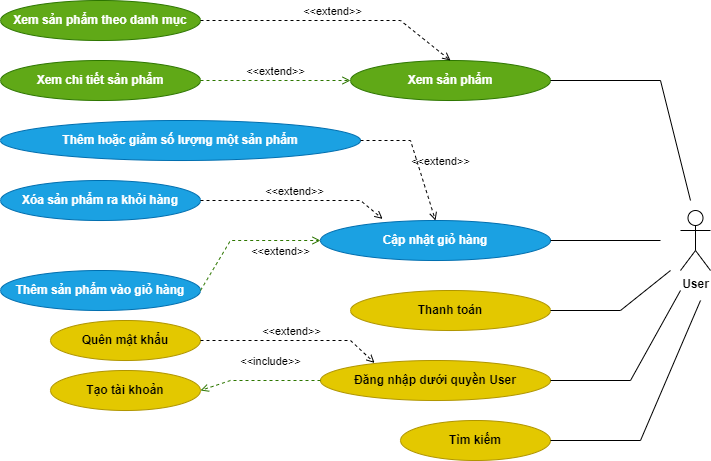 Xem sản phẩm theo danh mục
<<extend>>
Xem chi tiết sản phẩm
<<extend>>
Xem sản phẩm
Thêm hoặc giảm số lượng một sản phẩm
<<extend>>
Xóa sản phẩm ra khỏi hàng
<<extend>>
Cập nhật giỏ hàng
<<extend>>
User
Thêm sản phẩm vào giỏ hàng
Thanh toán
Quên mật khẩu
<<extend>>
<<include>>
Tạo tài khoản
Đăng nhập dưới quyền User
Tìm kiếm